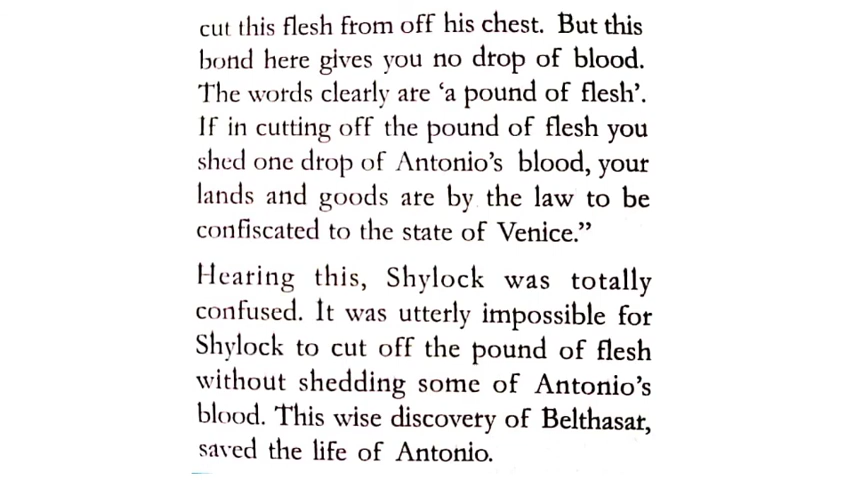 cut this flesh from off his chest. But this
bond here gives you no drop of blood.
The words clearly are ‘a pound of flesh’.
If in cutting off the pound of flesh you
shed one drop of Antonio’s blood, your
lands and goods are by the law to be
confiscated to the state of Venice.”
Hearing this, Shylock was totally
confused. It was utterly impossible for
Shylock to cut off the pound of flesh
without shedding some of Antonio’s
blood. This wise discovery of Belthasar,
saved the life of Antonio.